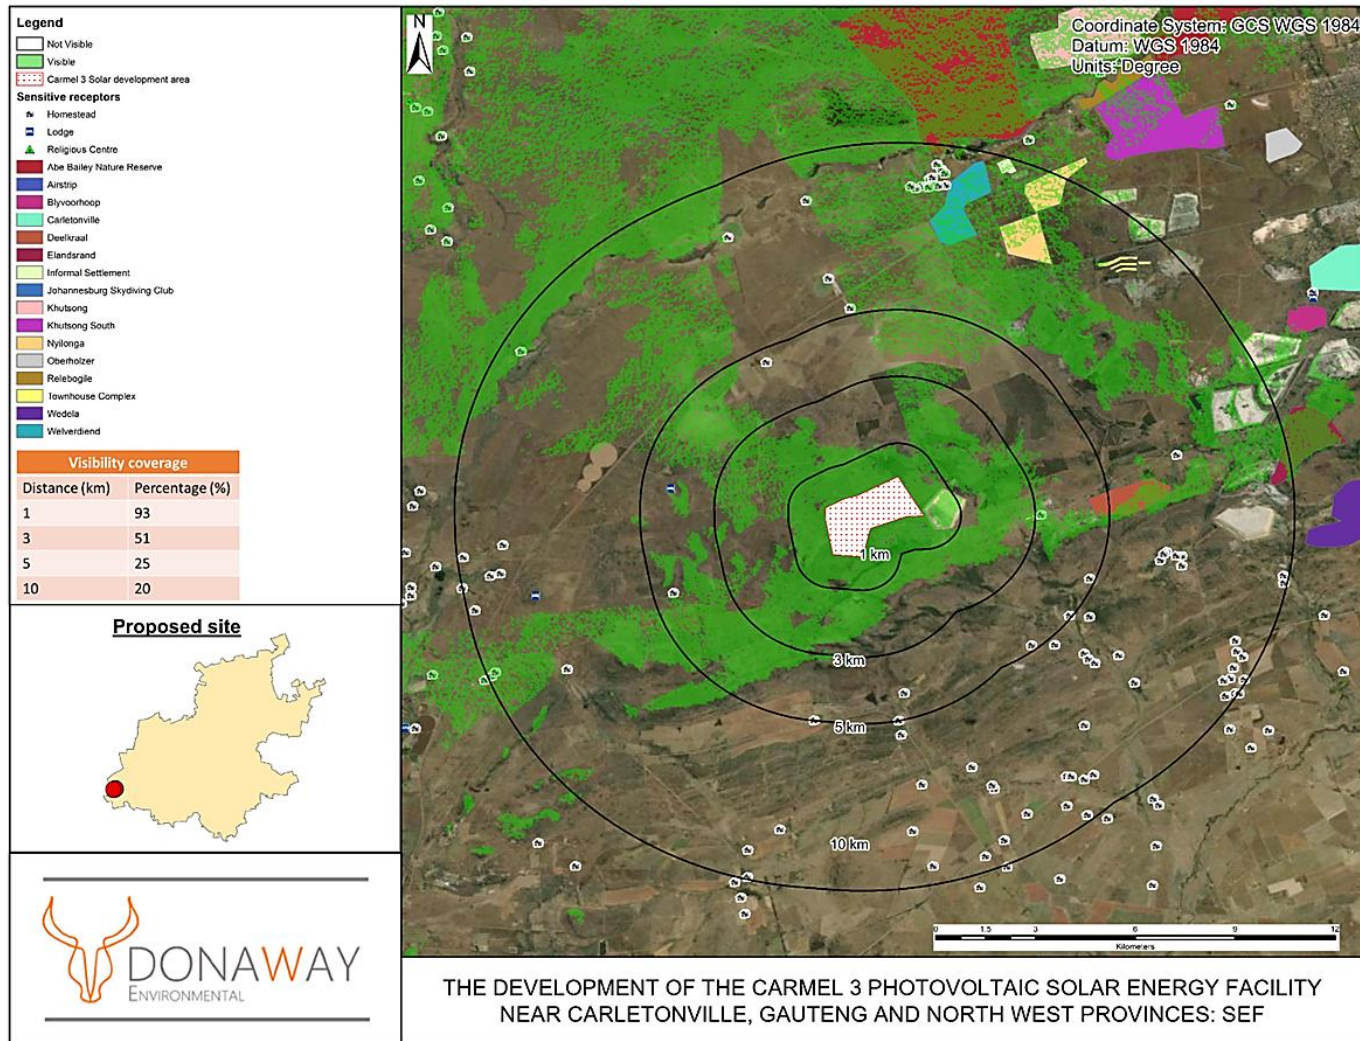 Legend
Not Visible
Visible
Carmel 3 Solar development area
Sensitive receptors
Homestead
Lodge
Religious Centre
Abe Bailey Nature Reserve
Airstrip
Blyvoorhoop
Carletonville
Deelkraal
Elandsrand
Informal Settlement
Johannesburg Skydiving Club
Khutsong
Khutsong South
Nyilonga
Oberholzer
Relebogile
Townhouse Complex
Wedela
Welverdiend
Visibility coverage
Distance (km) Percentage (%)
1 93
3 51
5 25
10 20
Proposed site
DONAWAY
ENVIRONMENTAL
N
Coordinate System: GCS WGS 1984
Datum: WGS 1984
Units: Degree
1 km
3 km
5 km
10 km
0 1.5 3 6 9 12
Kilometers
THE DEVELOPMENT OF THE CARMEL 3 PHOTOVOLTAIC SOLAR ENERGY FACILITY
NEAR CARLETONVILLE, GAUTENG AND NORTH WEST PROVINCES: SEF